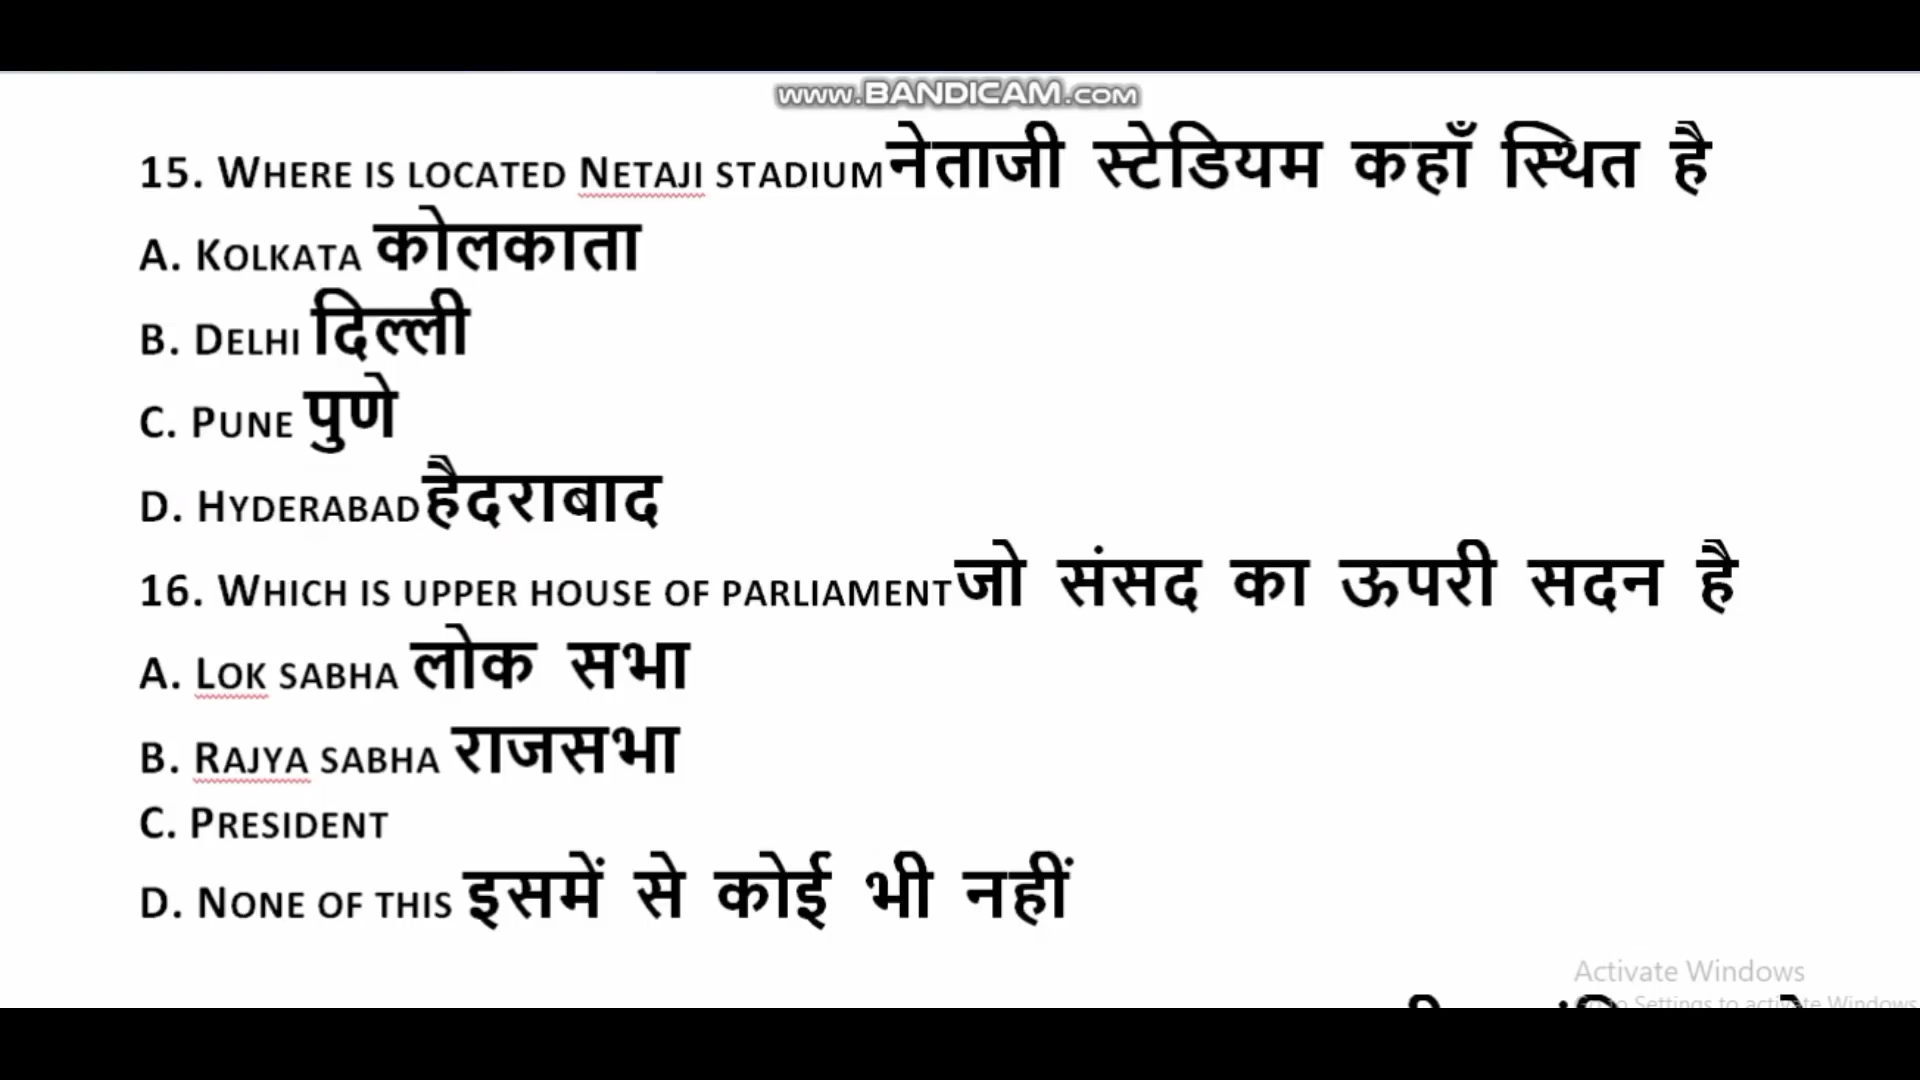 www.BANDICAM.com
15. Where is located Netaji stadium नेताजी स्टेडियम कहाँ स्थित है
A. Kolkata कोलकाता
B. Delhi दिल्ली
C. Pune पुणे
D. Hyderabad हैदराबाद
16. Which is upper house of parliament जो संसद का ऊपरी सदन है
A. Lok sabha लोक सभा
B. Rajya sabha राजसभा
C. President
D. None of this इसमें से कोई भी नहीं
Activate Windows
Go to Settings to activate Windows